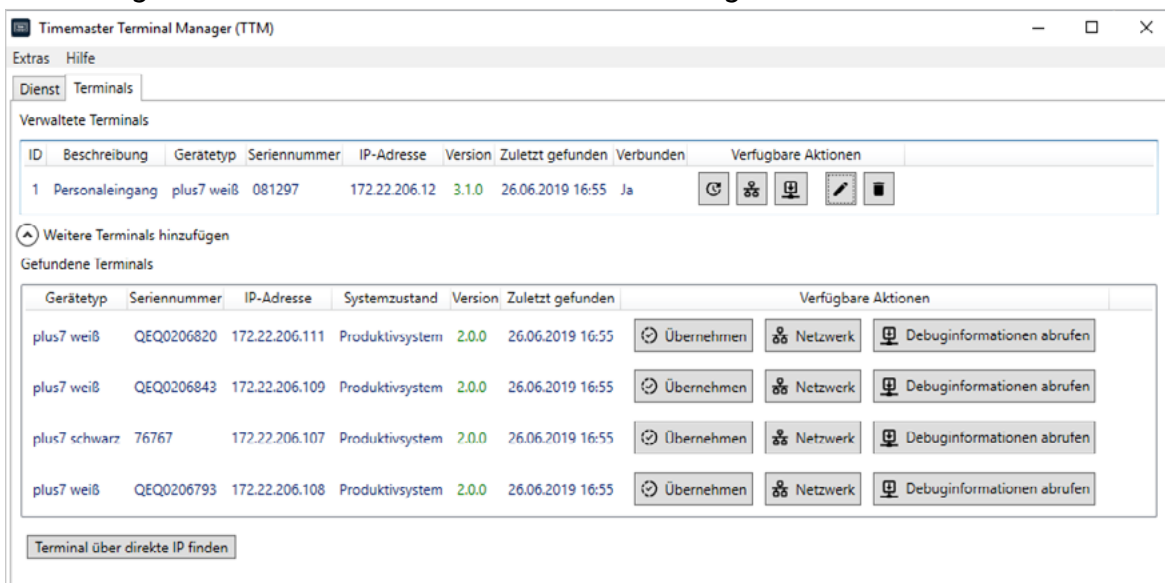 Timemaster Terminal Manager (TTM)
Extras Hilfe
Dienst Terminals
Verwaltete Terminals
ID Beschreibung Gerätetyp Seriennummer IP-Adresse Version Zuletzt gefunden Verbunden Verfügbare Aktionen
1 Personaleingang plus7 weiß 081297 172.22.206.12 3.1.0 26.06.2019 16:55 Ja
Weitere Terminals hinzufügen
Gefundene Terminals
Gerätetyp Seriennummer IP-Adresse Systemzustand Version Zuletzt gefunden Verfügbare Aktionen
plus7 weiß QEQ0206820 172.22.206.111 Produktivsystem 2.0.0 26.06.2019 16:55 Übernehmen Netzwerk Debuginformationen abrufen
plus7 weiß QEQ0206843 172.22.206.109 Produktivsystem 2.0.0 26.06.2019 16:55 Übernehmen Netzwerk Debuginformationen abrufen
plus7 schwarz 76767 172.22.206.107 Produktivsystem 2.0.0 26.06.2019 16:55 Übernehmen Netzwerk Debuginformationen abrufen
plus7 weiß QEQ0206793 172.22.206.108 Produktivsystem 2.0.0 26.06.2019 16:55 Übernehmen Netzwerk Debuginformationen abrufen
Terminal über direkte IP finden